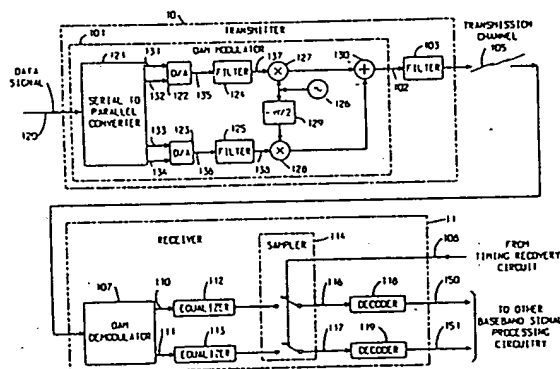 10
TRANSMITTER
TRANSMISSION
CHANNEL
105
101
QAM MODULATOR
121
131
132
133
134
DATA
SIGNAL
120
SERIAL TO
PARALLEL
CONVERTER
D/A
122
135
FILTER
124
137
127
130
102
103
FILTER
126
-π/2
129
D/A
123
136
FILTER
125
138
128
11
RECEIVER
SAMPLER
114
106
FROM
TIMING RECOVERY
CIRCUIT
107
QAM
DEMODULATOR
110
112
EQUALIZER
116
118
DECODER
150
111
113
EQUALIZER
117
119
DECODER
151
TO OTHER
BASEBAND SIGNAL
PROCESSING
CIRCUITRY